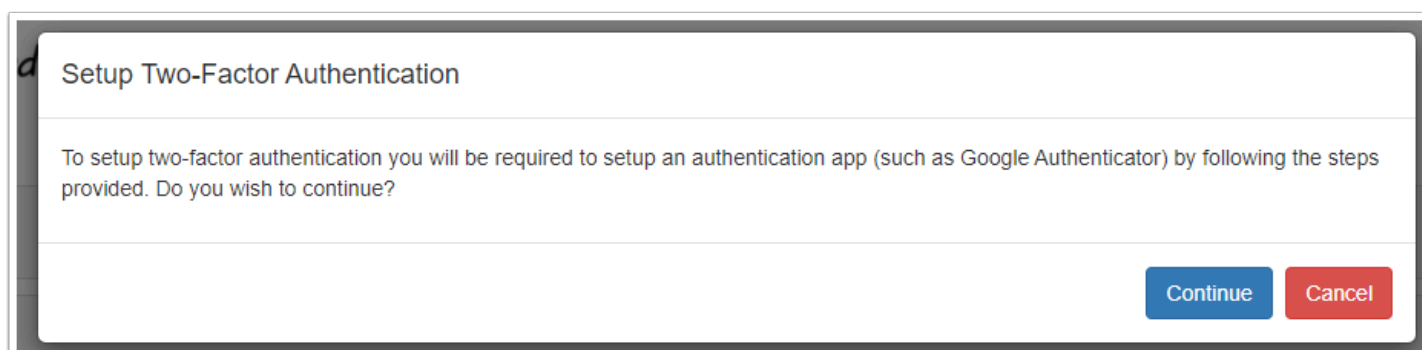 d
Setup Two-Factor Authentication
To setup two-factor authentication you will be required to setup an authentication app (such as Google Authenticator) by following the steps
provided. Do you wish to continue?
Continue Cancel